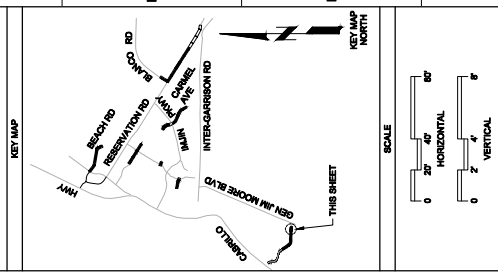 KEY MAP
BLANCO RD
BEACH RD
RESERVATION RD
CARMEL AVE
IMJIN PKWY
INTER-GARRISON RD
HWY
GEN JIM MOORE BLVD
CABRILLO
THIS SHEET
KEY MAP
NORTH
SCALE
0 20' 40' 80'
HORIZONTAL
0 2' 4' 8'
VERTICAL